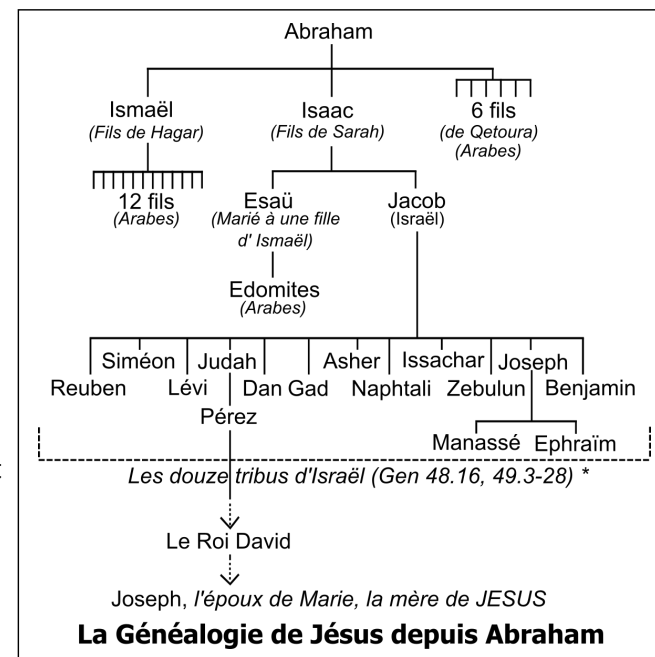 Abraham
Ismaël Isaac 6 fils
(Fils de Hagar) (Fils de Sarah) (de Qetoura)
(Arabes)
12 fils Esaü Jacob
(Arabes) (Marié à une fille (Israël)
d' Ismaël)
Edomites
(Arabes)
Siméon Judah Asher Issachar Joseph
Reuben Lévi Dan Gad Naphtali Zebulun Benjamin
Pérez
Manassé Ephraïm
Les douze tribus d'Israël (Gen 48.16, 49.3-28) *
Le Roi David
Joseph, l'époux de Marie, la mère de JESUS
La Généalogie de Jésus depuis Abraham